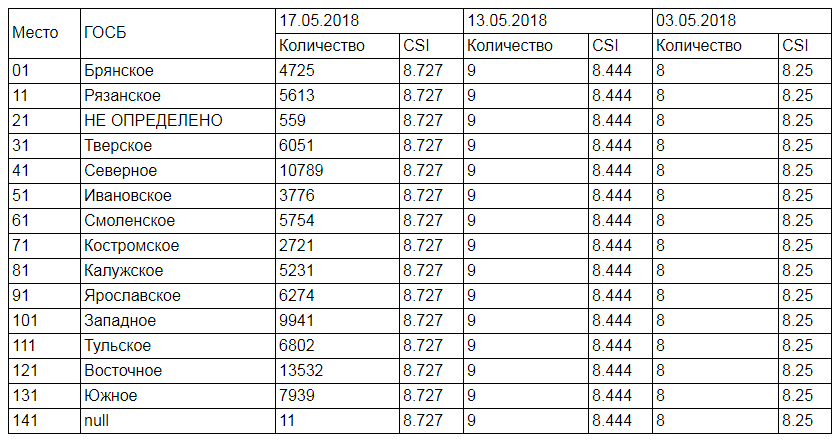 Место ГОСБ 17.05.2018 13.05.2018 03.05.2018
Количество CSI Количество CSI Количество CSI
01 Брянское 4725 8.727 9 8.444 8 8.25
11 Рязанское 5613 8.727 9 8.444 8 8.25
21 НЕ ОПРЕДЕЛЕНО 559 8.727 9 8.444 8 8.25
31 Тверское 6051 8.727 9 8.444 8 8.25
41 Северное 10789 8.727 9 8.444 8 8.25
51 Ивановское 3776 8.727 9 8.444 8 8.25
61 Смоленское 5754 8.727 9 8.444 8 8.25
71 Костромское 2721 8.727 9 8.444 8 8.25
81 Калужское 5231 8.727 9 8.444 8 8.25
91 Ярославское 6274 8.727 9 8.444 8 8.25
101 Западное 9941 8.727 9 8.444 8 8.25
111 Тульское 6802 8.727 9 8.444 8 8.25
121 Восточное 13532 8.727 9 8.444 8 8.25
131 Южное 7939 8.727 9 8.444 8 8.25
141 null 11 8.727 9 8.444 8 8.25